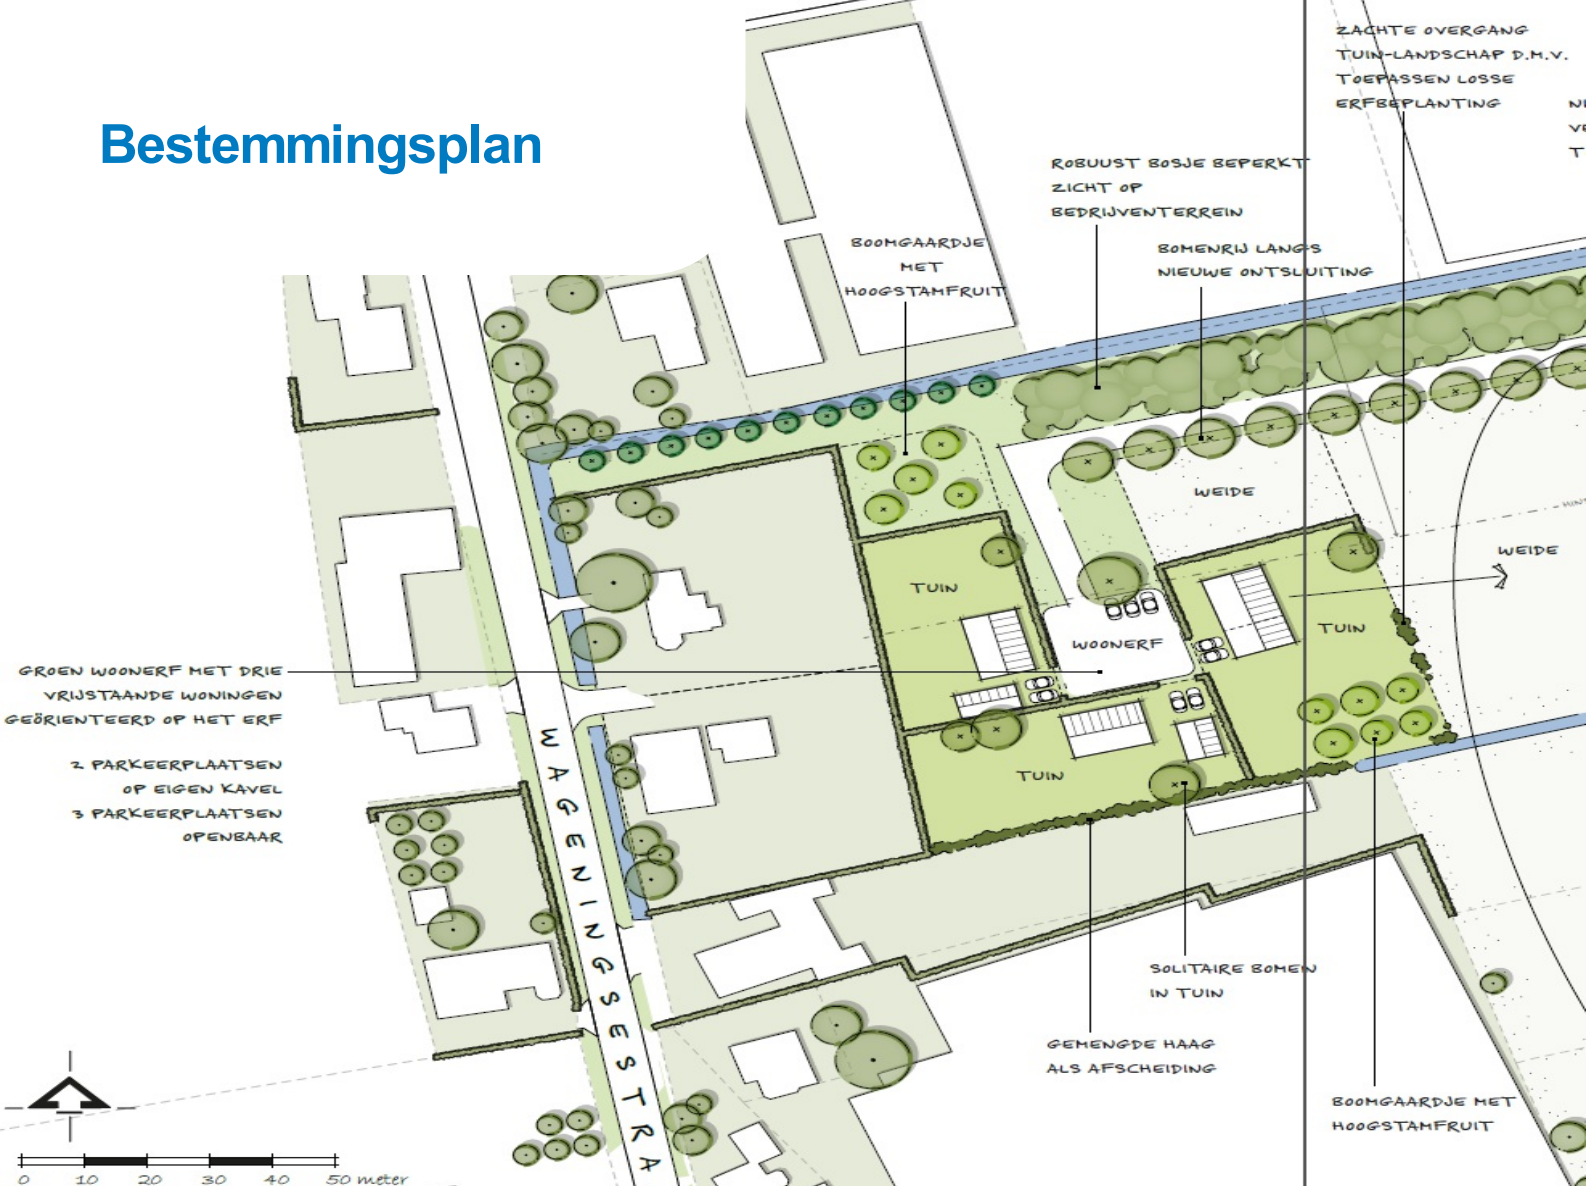 Bestemmingsplan
ZACHTE OVERGANG
TUIN-LANDSCHAP D.M.V.
TOEPASSEN LOSSE
ERFBEPLANTING
ROBUUST BOSJE BEPERKT
ZICHT OP
BEDRIJVENTERREIN
BOMENRIJ LANGS
NIEUWE ONTSLUITING
BOOMGAARDJE
MET
HOOGSTAMFRUIT
WEIDE
WEIDE
TUIN
WOONERF
TUIN
TUIN
GROEN WOONERF MET DRIE
VRIJSTAANDE WONINGEN
GEÖRIENTEERD OP HET ERF
2 PARKEERPLAATSEN
OP EIGEN KAVEL
3 PARKEERPLAATSEN
OPENBAAR
WAGENINGSESTRA
SOLITAIRE BOMEN
IN TUIN
GEMENGDE HAAG
ALS AFSCHEIDING
BOOMGAARDJE MET
HOOGSTAMFRUIT
0 10 20 30 40 50 meter